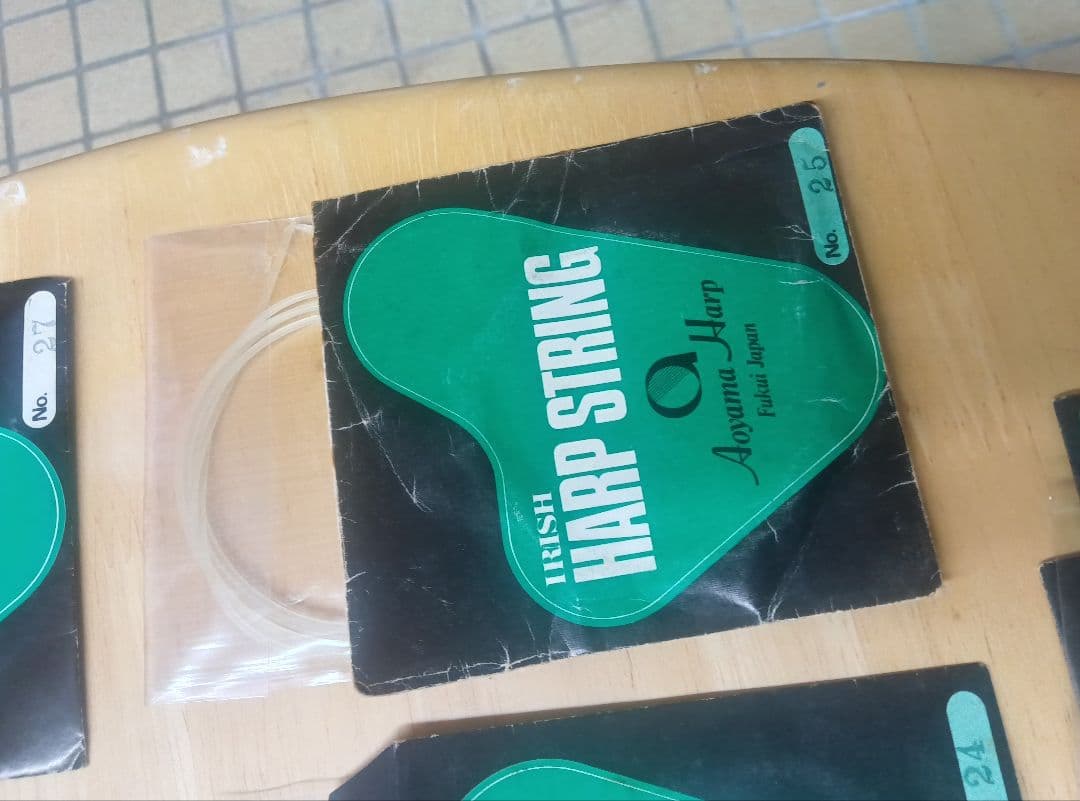 No. 27
No. 25
IRISH
HARP STRING
Aoyama Harp
Fukui Japan
24